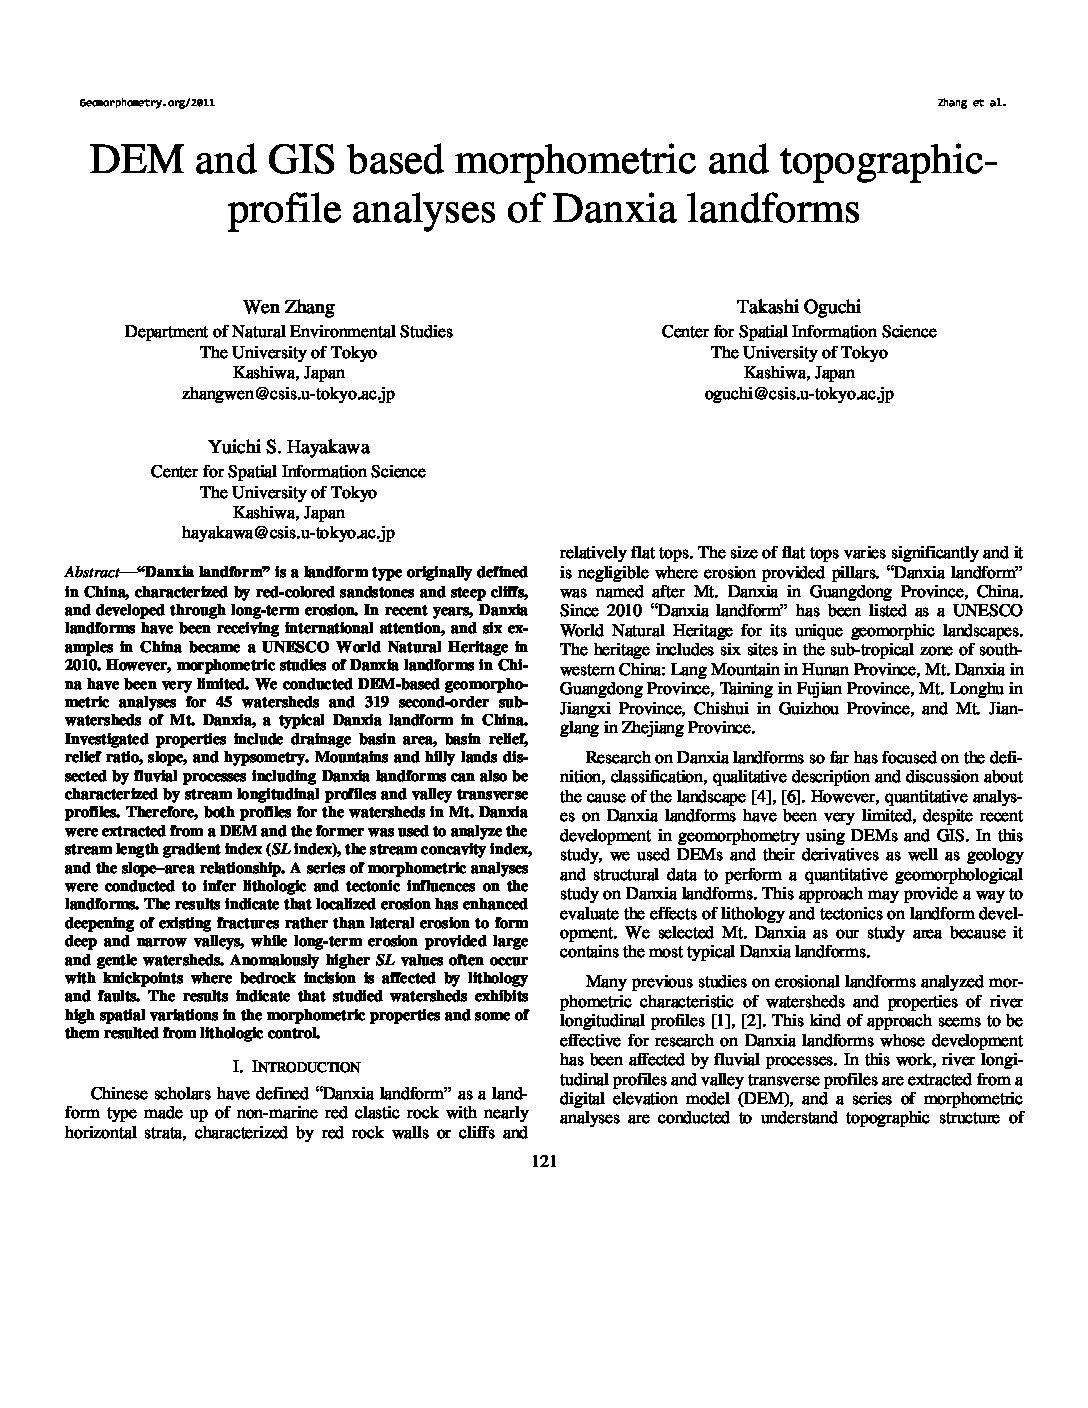 Geomorphometry.org/2011
Zhang et al.
DEM and GIS based morphometric and topographic-
profile analyses of Danxia landforms
Wen Zhang
Department of Natural Environmental Studies
The University of Tokyo
Kashiwa, Japan
zhangwen@csis.u-tokyo.ac.jp
Takashi Oguchi
Center for Spatial Information Science
The University of Tokyo
Kashiwa, Japan
oguchi@csis.u-tokyo.ac.jp
Yuichi S. Hayakawa
Center for Spatial Information Science
The University of Tokyo
Kashiwa, Japan
hayakawa@csis.u-tokyo.ac.jp
Abstract—“Danxia landform” is a landform type originally defined
in China, characterized by red-colored sandstones and steep cliffs,
and developed through long-term erosion. In recent years, Danxia
landforms have been receiving international attention, and six ex-
amples in China became a UNESCO World Natural Heritage in
2010. However, morphometric studies of Danxia landforms in Chi-
na have been very limited. We conducted DEM-based geomorpho-
metric analyses for 45 watersheds and 319 second-order sub-
watersheds of Mt. Danxia, a typical Danxia landform in China.
Investigated properties include drainage basin area, basin relief,
relief ratio, slope, and hypsometry. Mountains and hilly lands dis-
sected by fluvial processes including Danxia landforms can also be
characterized by stream longitudinal profiles and valley transverse
profiles. Therefore, both profiles for the watersheds in Mt. Danxia
were extracted from a DEM and the former was used to analyze the
stream length gradient index (SL index), the stream concavity index,
and the slope–area relationship. A series of morphometric analyses
were conducted to infer lithologic and tectonic influences on the
landforms. The results indicate that localized erosion has enhanced
deepening of existing fractures rather than lateral erosion to form
deep and narrow valleys, while long-term erosion provided large
and gentle watersheds. Anomalously higher SL values often occur
with knickpoints where bedrock incision is affected by lithology
and faults. The results indicate that studied watersheds exhibits
high spatial variations in the morphometric properties and some of
them resulted from lithologic control.
I. INTRODUCTION
Chinese scholars have defined “Danxia landform” as a land-
form type made up of non-marine red clastic rock with nearly
horizontal strata, characterized by red rock walls or cliffs and
relatively flat tops. The size of flat tops varies significantly and it
is negligible where erosion provided pillars. “Danxia landform”
was named after Mt. Danxia in Guangdong Province, China.
Since 2010 “Danxia landform” has been listed as a UNESCO
World Natural Heritage for its unique geomorphic landscapes.
The heritage includes six sites in the sub-tropical zone of south-
western China: Lang Mountain in Hunan Province, Mt. Danxia in
Guangdong Province, Taining in Fujian Province, Mt. Longhu in
Jiangxi Province, Chishui in Guizhou Province, and Mt. Jian-
glang in Zhejiang Province.
Research on Danxia landforms so far has focused on the defi-
nition, classification, qualitative description and discussion about
the cause of the landscape [4], [6]. However, quantitative analys-
es on Danxia landforms have been very limited, despite recent
development in geomorphometry using DEMs and GIS. In this
study, we used DEMs and their derivatives as well as geology
and structural data to perform a quantitative geomorphological
study on Danxia landforms. This approach may provide a way to
evaluate the effects of lithology and tectonics on landform devel-
opment. We selected Mt. Danxia as our study area because it
contains the most typical Danxia landforms.
Many previous studies on erosional landforms analyzed mor-
phometric characteristic of watersheds and properties of river
longitudinal profiles [1], [2]. This kind of approach seems to be
effective for research on Danxia landforms whose development
has been affected by fluvial processes. In this work, river longi-
tudinal profiles and valley transverse profiles are extracted from a
digital elevation model (DEM), and a series of morphometric
analyses are conducted to understand topographic structure of
121